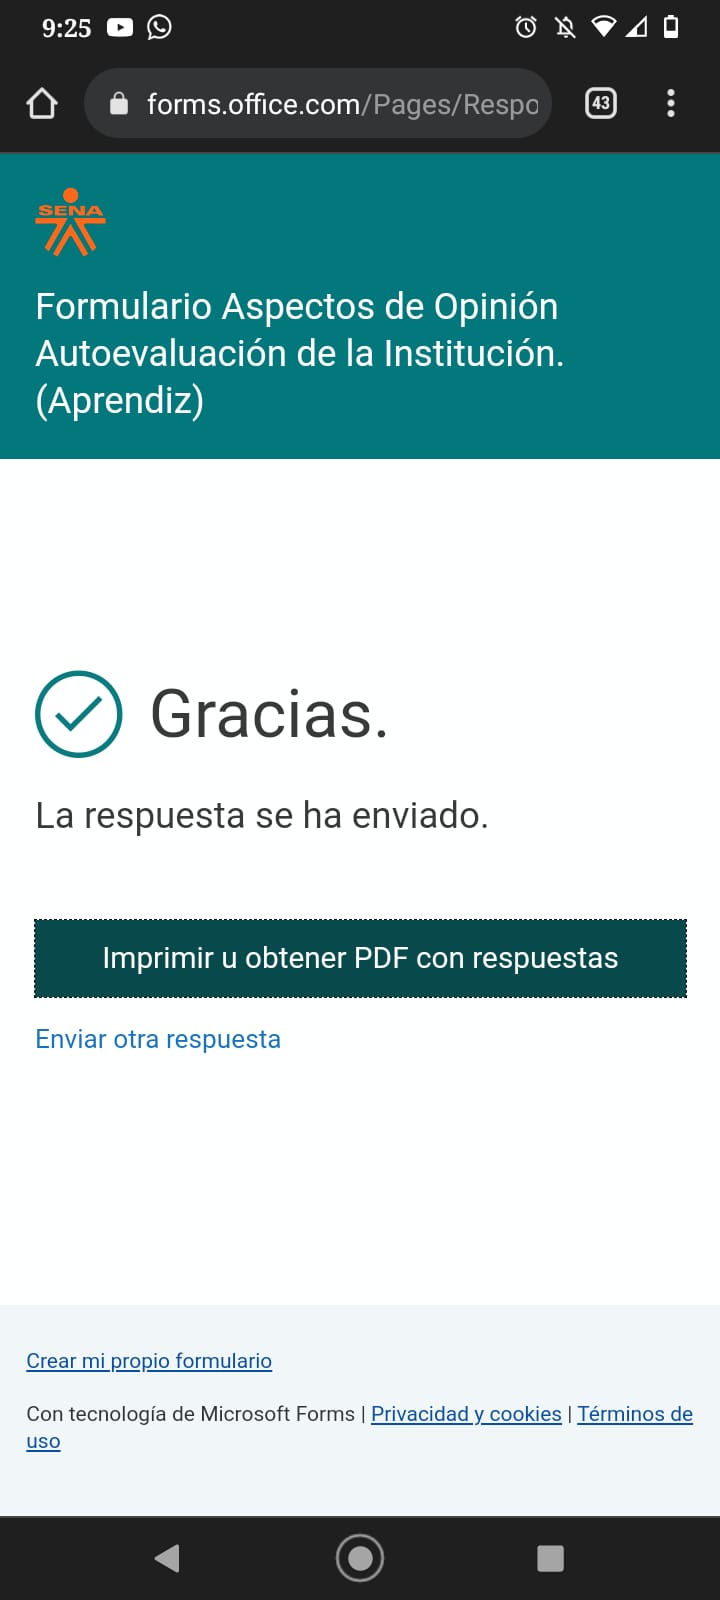 9:25
forms.office.com/Pages/Respo
43
SENA
Formulario Aspectos de Opinión
Autoevaluación de la Institución.
(Aprendiz)
Gracias.
La respuesta se ha enviado.
Imprimir u obtener PDF con respuestas
Enviar otra respuesta
Crear mi propio formulario
Con tecnología de Microsoft Forms | Privacidad y cookies | Términos de
uso